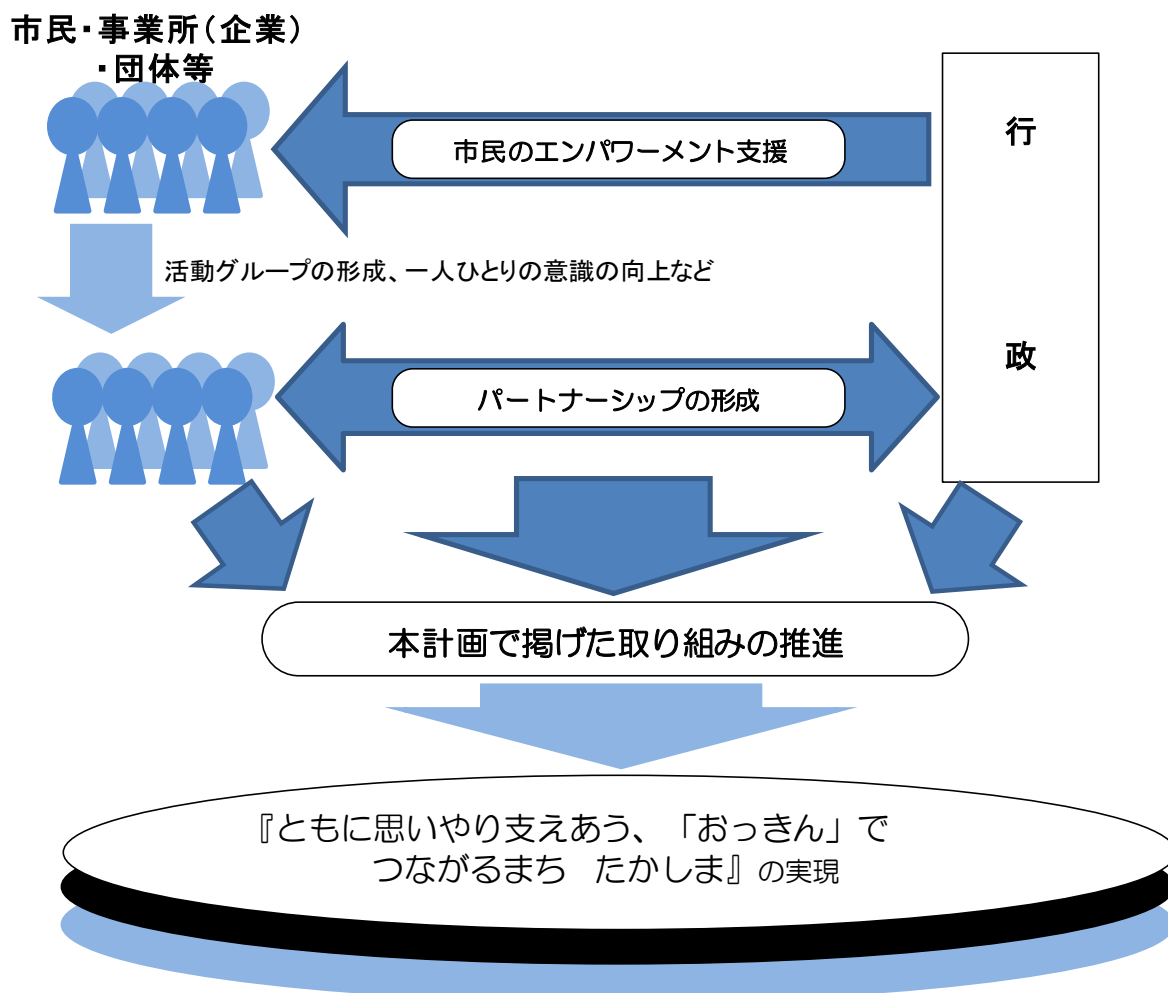 市民・事業所（企業）
・団体等
市民のエンパワーメント支援
行
政
活動グループの形成、一人ひとりの意識の向上など
パートナーシップの形成
本計画で掲げた取り組みの推進
『ともに思いやり支えあう、「おっきん」で
つながるまち　たかしま』の実現